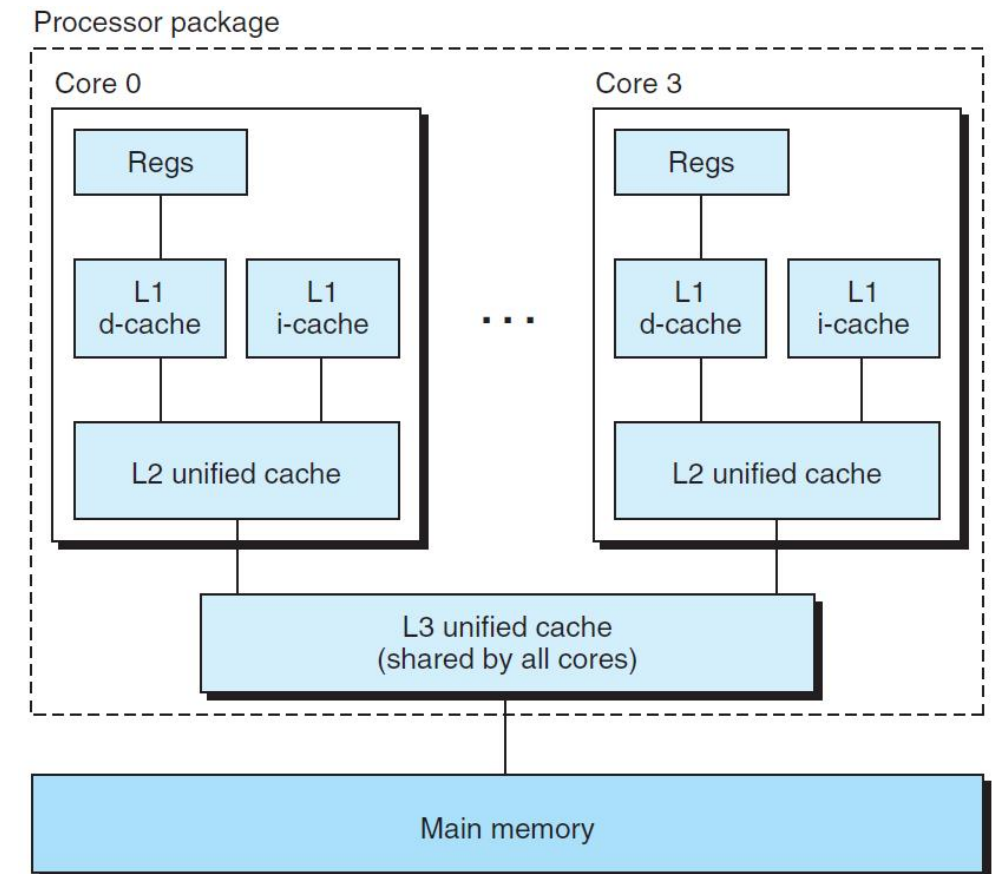 Processor package
Core 0
Regs
L1
d-cache
L1
i-cache
L2 unified cache
...
Core 3
Regs
L1
d-cache
L1
i-cache
L2 unified cache
L3 unified cache
(shared by all cores)
Main memory